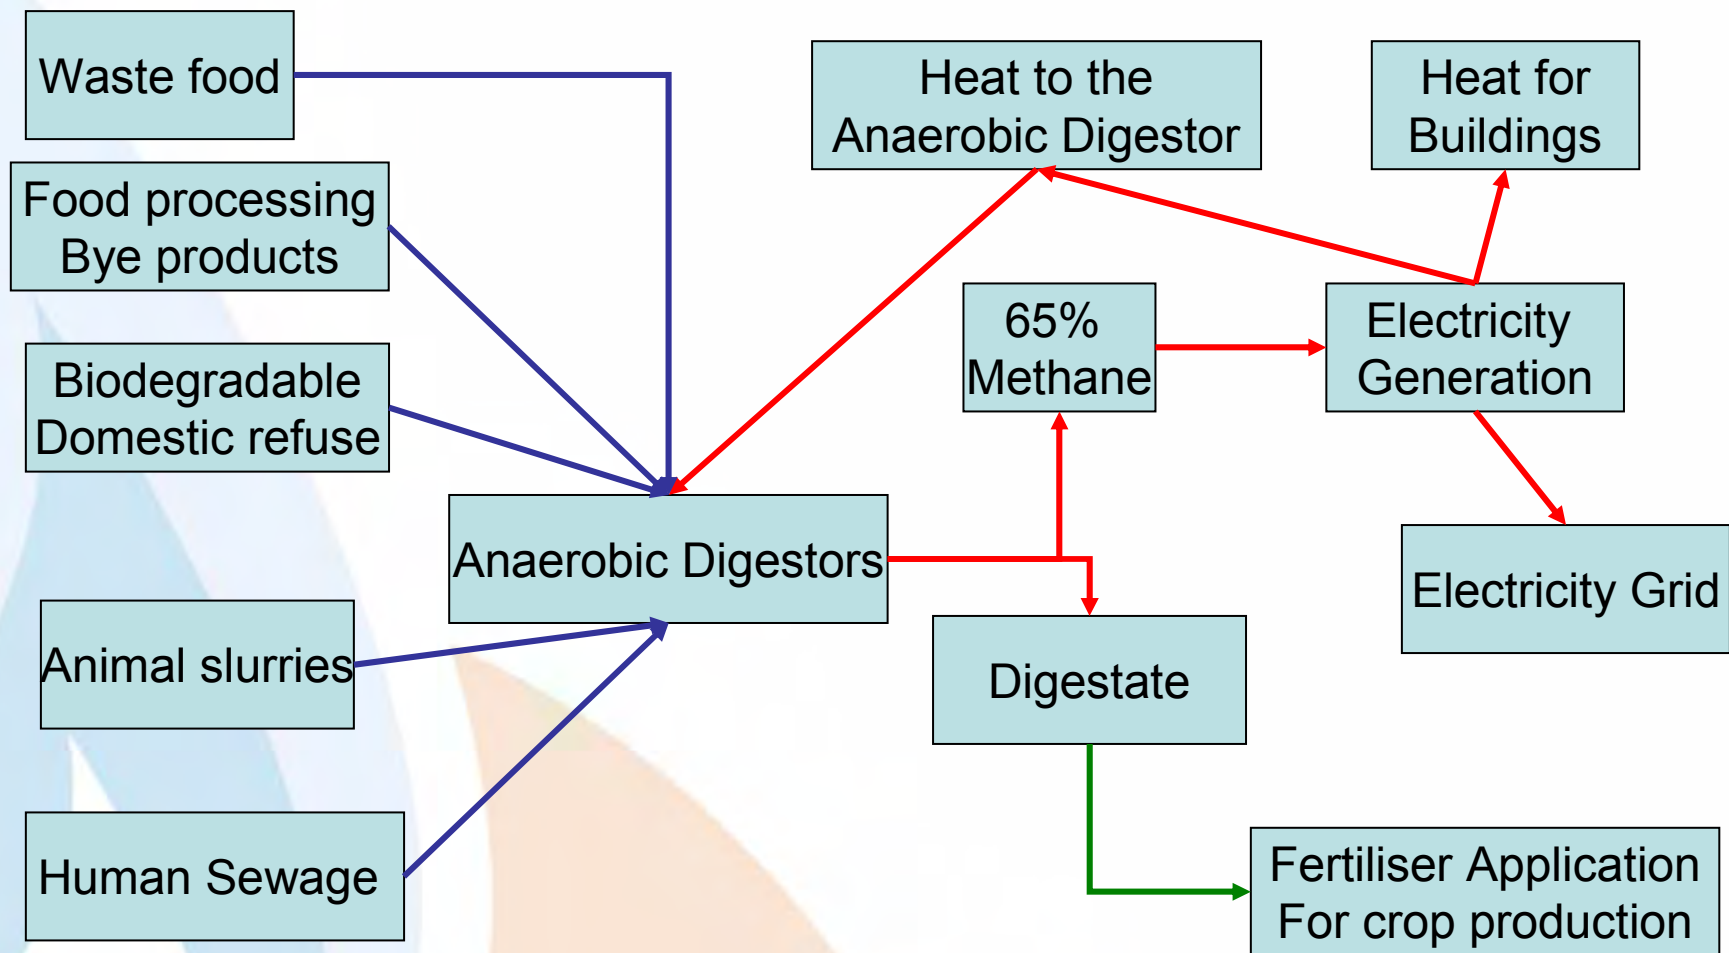 Waste food
Food processing
Bye products
Biodegradable
Domestic refuse
Animal slurries
Human Sewage
Anaerobic Digestors
Heat to the
Anaerobic Digestor
Heat for
Buildings
65%
Methane
Electricity
Generation
Electricity Grid
Digestate
Fertiliser Application
For crop production